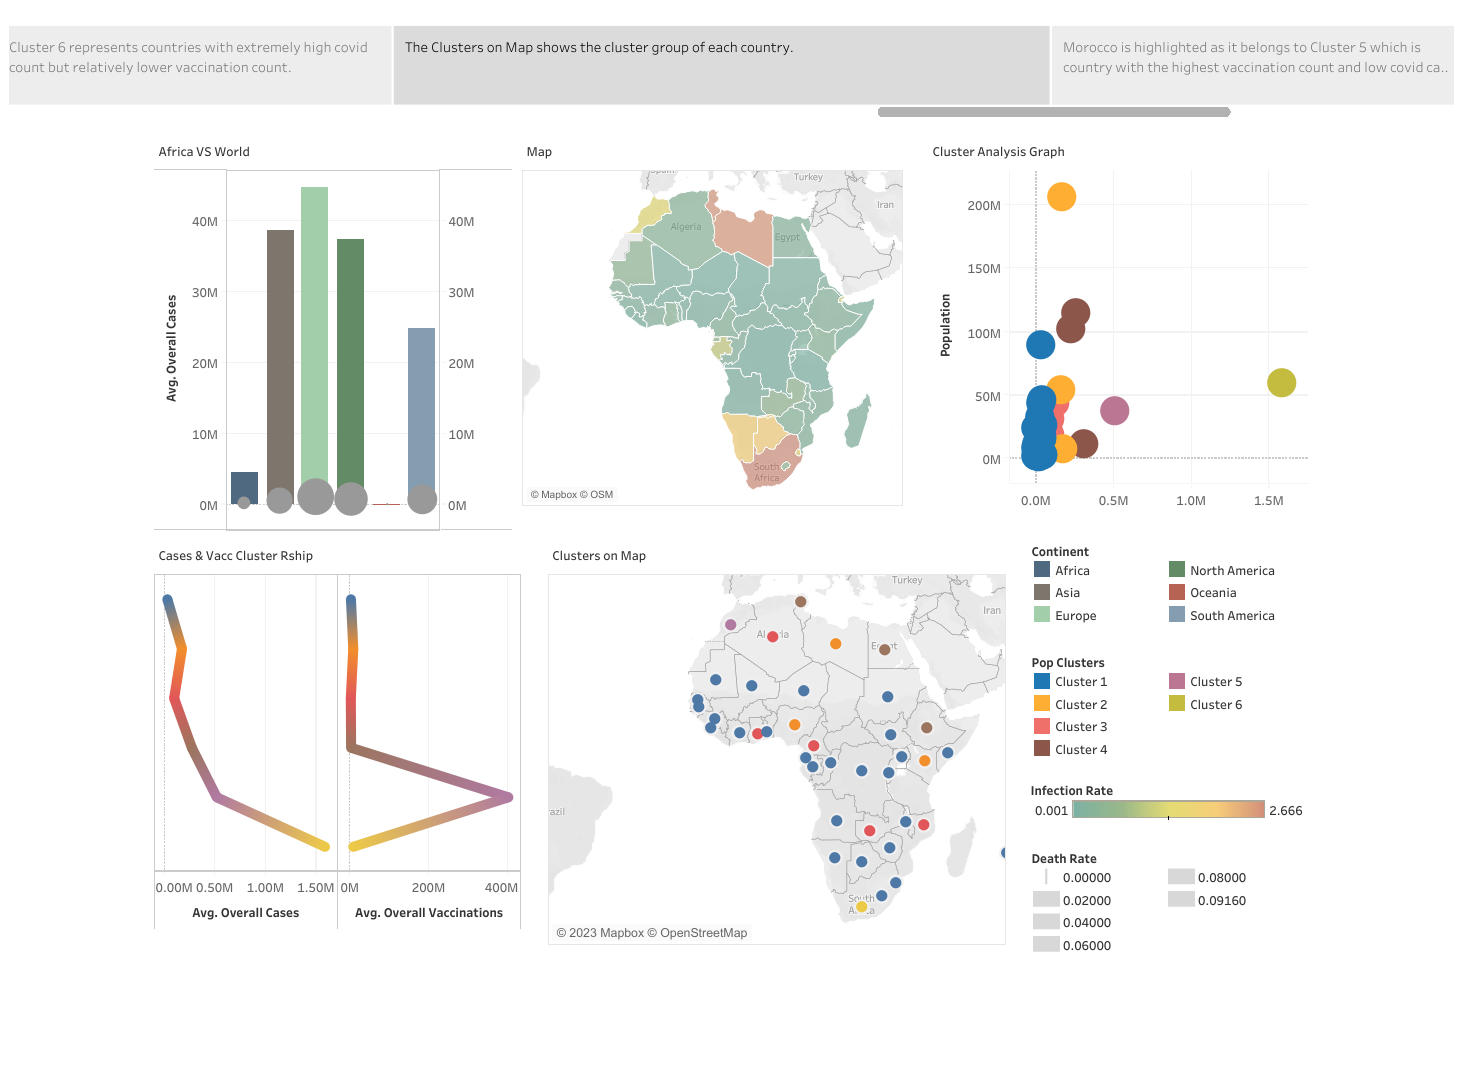 Cluster 6 represents countries with extremely high covid
count but relatively lower vaccination count.
The Clusters on Map shows the cluster group of each country.
Morocco is highlighted as it belongs to Cluster 5 which is
country with the highest vaccination count and low covid ca..
Africa VS World
Avg. Overall Cases
40M
30M
20M
10M
0M
40M
30M
20M
10M
0M
Map
Spain
Turkey
Iran
Algeria
Egypt
South
Africa
© Mapbox © OSM
Cluster Analysis Graph
Population
200M
150M
100M
50M
0M
0.0M 0.5M 1.0M 1.5M
Cases & Vacc Cluster Rship
0.00M 0.50M 1.00M 1.50M
Avg. Overall Cases
0M 200M 400M
Avg. Overall Vaccinations
Clusters on Map
Turkey
Iran
South
azil
© 2023 Mapbox © OpenStreetMap
Continent
Africa
Asia
Europe
North America
Oceania
South America
Pop Clusters
Cluster 1
Cluster 2
Cluster 3
Cluster 4
Cluster 5
Cluster 6
Infection Rate
0.001 2.666
Death Rate
0.00000
0.02000
0.04000
0.06000
0.08000
0.09160